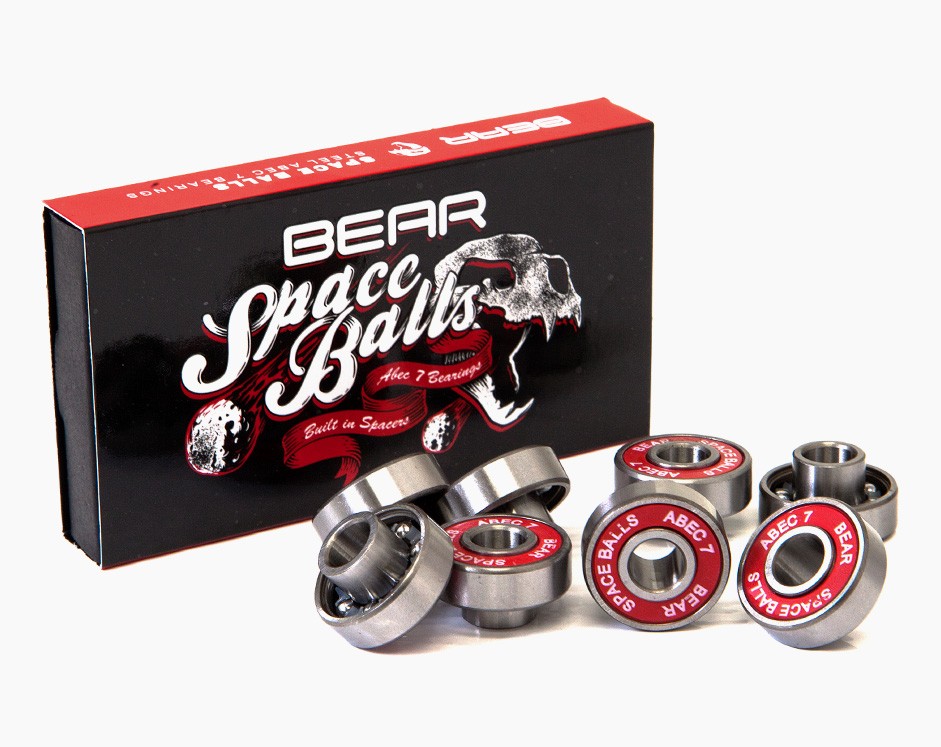 BEAR BEAR
SPACE BALLS
STEEL ABEC 7 BEARINGS
BEAR
Space
Balls
Abec 7 Bearings
Built in Spacers
BEAR SPACE BALLS ABEC 7
ABEC 7 BEAR SPACE
SPACE BALLS ABEC 7 BEAR
ABEC 7 BEAR SPACE BALLS